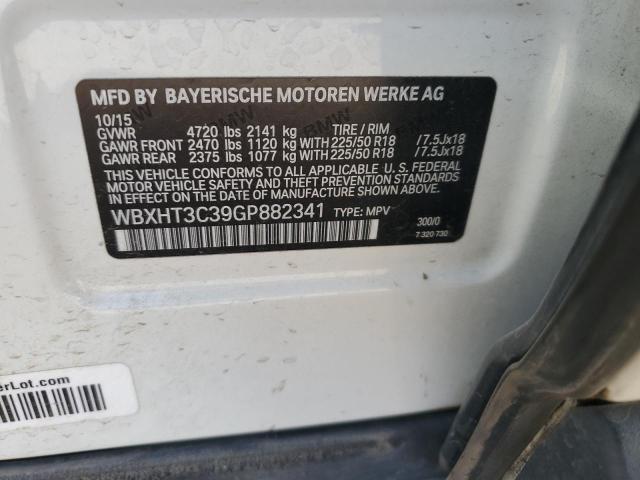 MFD BY BAYERISCHE MOTOREN WERKE AG
10/15
GVWR 4720 lbs 2141 kg TIRE / RIM
GAWR FRONT 2470 lbs 1120 kg WITH 225/50 R18 /7.5Jx18
GAWR REAR 2375 lbs 1077 kg WITH 225/50 R18 /7.5Jx18
THIS VEHICLE CONFORMS TO ALL APPLICABLE U. S. FEDERAL
MOTOR VEHICLE SAFETY, BUMPER AND THEFT PREVENTION
STANDARDS IN EFFECT ON THE DATE OF MANUFACTURE SHOWN ABOVE.
WBXHT3C39GP882341 TYPE: MPV
300/0
7 320 730
erLot.com